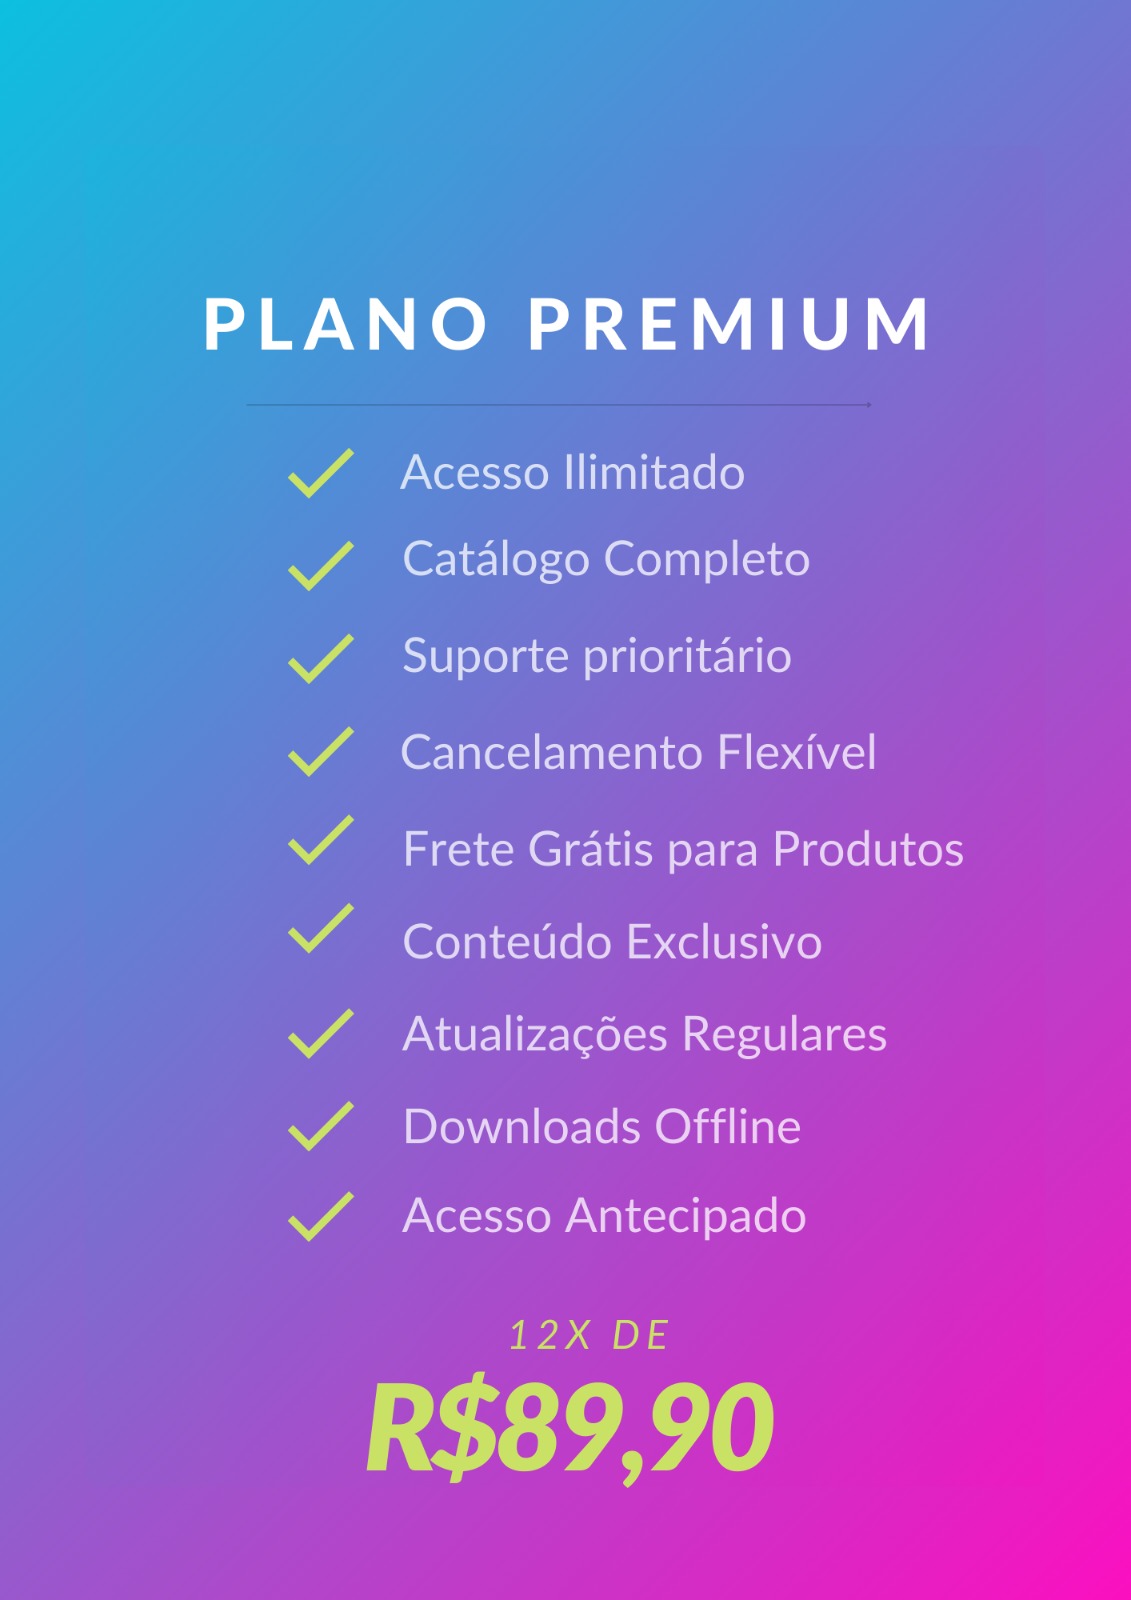 PLANO PREMIUM
Acesso Ilimitado
Catálogo Completo
Suporte prioritário
Cancelamento Flexível
Frete Grátis para Produtos
Conteúdo Exclusivo
Atualizações Regulares
Downloads Offline
Acesso Antecipado
12X DE
R$89,90